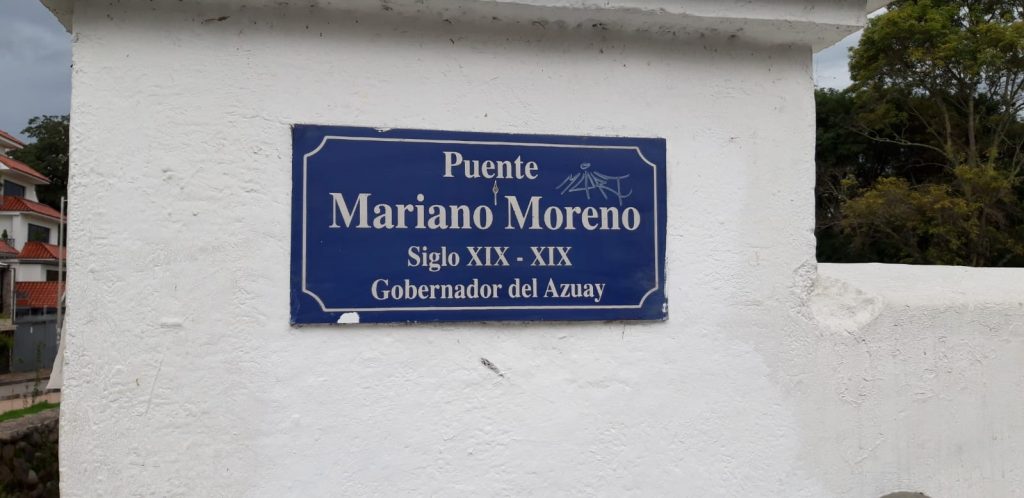 Puente
Mariano Moreno
Siglo XIX - XIX
Gobernador del Azuay